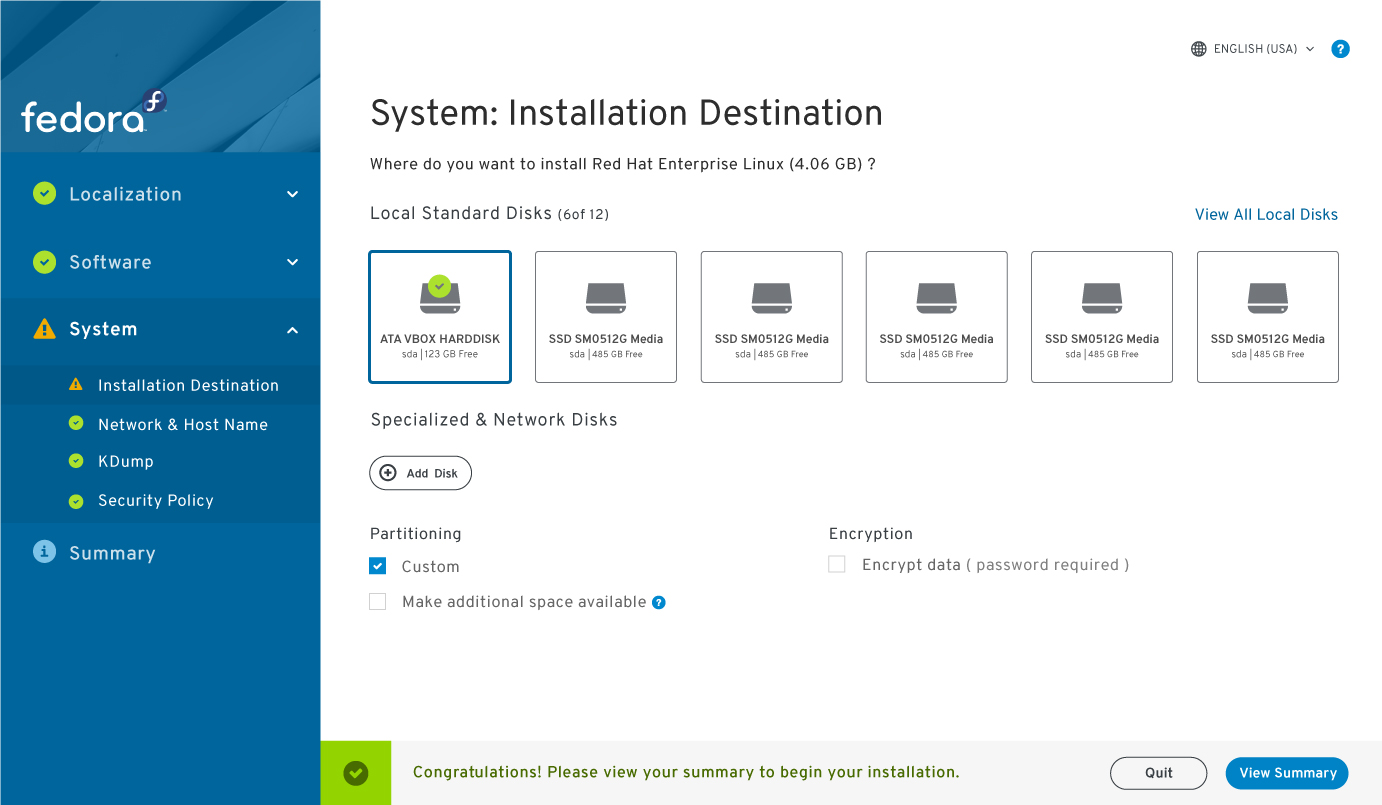 fedora
Localization
Software
System
Installation Destination
Network & Host Name
KDump
Security Policy
Summary
ENGLISH (USA)
?
System: Installation Destination
Where do you want to install Red Hat Enterprise Linux (4.06 GB) ?
Local Standard Disks (6of 12)
View All Local Disks
ATA VBOX HARDDISK
sda | 123 GB Free
SSD SM0512G Media
sda | 485 GB Free
SSD SM0512G Media
sda | 485 GB Free
SSD SM0512G Media
sda | 485 GB Free
SSD SM0512G Media
sda | 485 GB Free
SSD SM0512G Media
sda | 485 GB Free
Specialized & Network Disks
Add Disk
Partitioning
Custom
Make additional space available ?
Encryption
Encrypt data ( password required )
Congratulations! Please view your summary to begin your installation.
Quit
View Summary